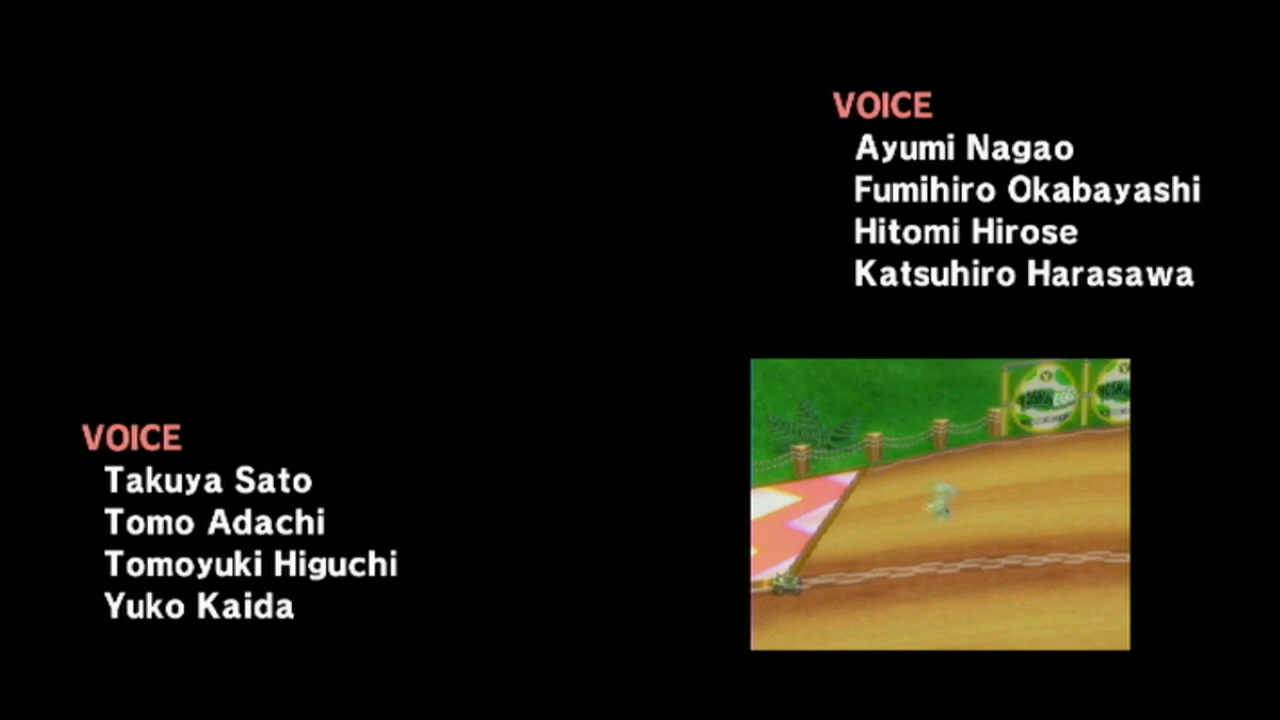 VOICE
Ayumi Nagao
Fumihiro Okabayashi
Hitomi Hirose
Katsuhiro Harasawa
VOICE
Takuya Sato
Tomo Adachi
Tomoyuki Higuchi
Yuko Kaida